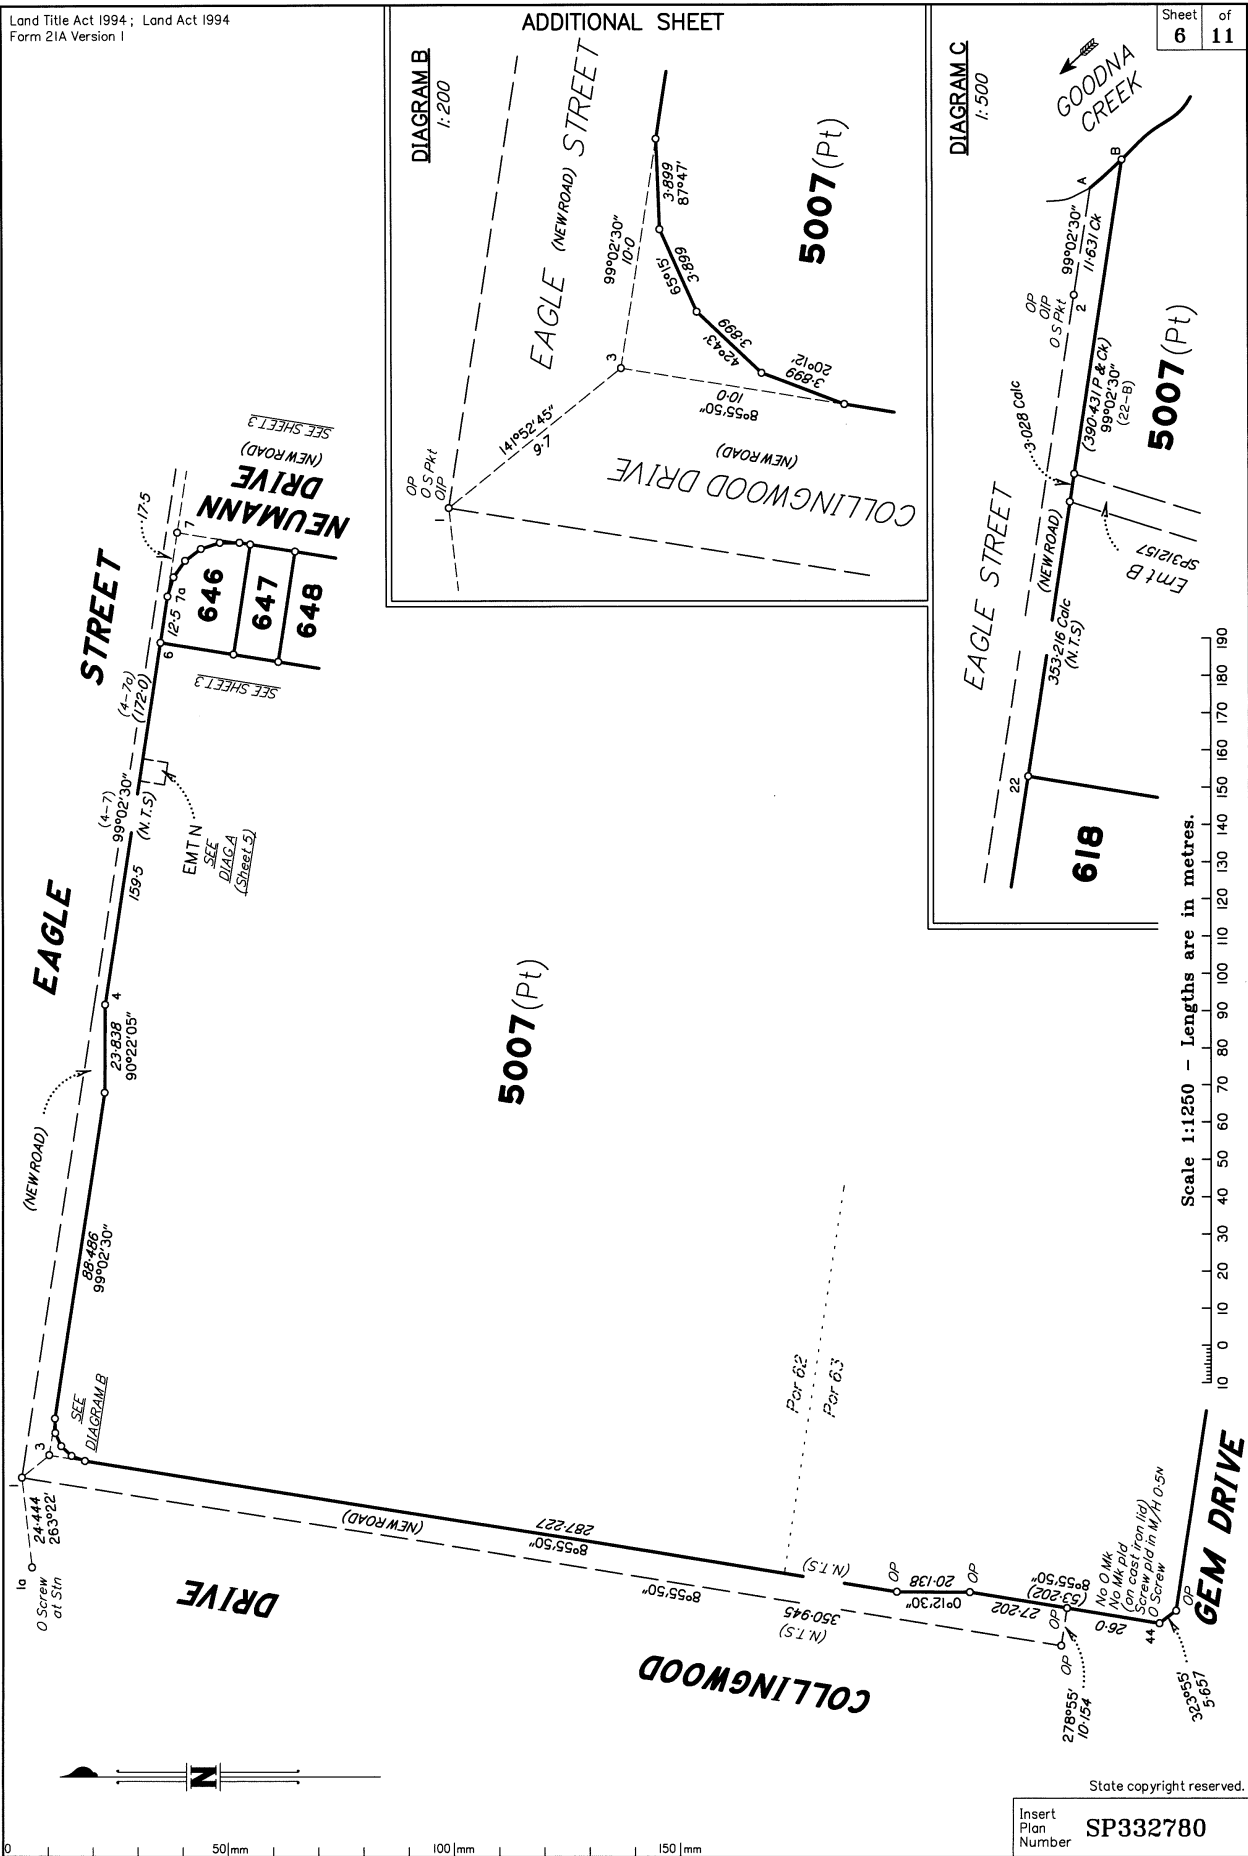 Land Title Act 1994 ; Land Act 1994
Form 21A Version 1
ADDITIONAL SHEET
Sheet of
6 11
DIAGRAM B
1:200
EAGLE (NEW ROAD) STREET
99°02'30"
10·0
3·899
87°47'
65°15'
3·899
42°43'
3·899
20°12'
3·899
3
8°55'50"
10·0
141°52'45"
9·7
OP
O S Pkt
OIP
1
(NEW ROAD)
COLLINGWOOD DRIVE
5007 (Pt)
DIAGRAM C
1:500
GOODNA
CREEK
B
A
99°02'30"
11·631 Ck
OP
OIP
O S Pkt
2
3·028 Calc
(390·431 P & Ck)
99°02'30"
(22-B)
5007 (Pt)
EAGLE STREET
(NEW ROAD)
Emt B
SP312157
353·216 Calc
(N.T.S)
22
618
SEE SHEET 3
(NEW ROAD)
NEUMANN
DRIVE
17·5
7
STREET
12·5
7a
6
646
647
648
SEE SHEET 3
(4-7a)
(172·0)
(4-7)
99°02'30"
(N.T.S)
159·5
EMT N
SEE
DIAG A
(Sheet 5)
EAGLE
4
23·838
90°22'05"
(NEW ROAD)
88·486
99°02'30"
5007 (Pt)
SEE
DIAGRAM B
3
1
24·444
263°22'
1a
O Screw
at Stn
(NEW ROAD)
287·227
8°55'50"
8°55'50"
350·945
(N.T.S)
DRIVE
COLLINGWOOD
Por 62
Por 63
(N.T.S)
OP
20·138
0°12'30"
OP
27·202
(53·202)
8°55'50"
OP
OP
26·0
278°55'
10·154
No O Mk
No Mk pld
(on cast iron lid)
Screw pld in M/H 0·5N
O Screw
44
OP
323°55'
5·657
GEM DRIVE
Scale 1:1250 – Lengths are in metres.
10 0 10 20 30 40 50 60 70 80 90 100 110 120 130 140 150 160 170 180 190
N
State copyright reserved.
Insert
Plan
Number
SP332780
0 50 mm 100 mm 150 mm